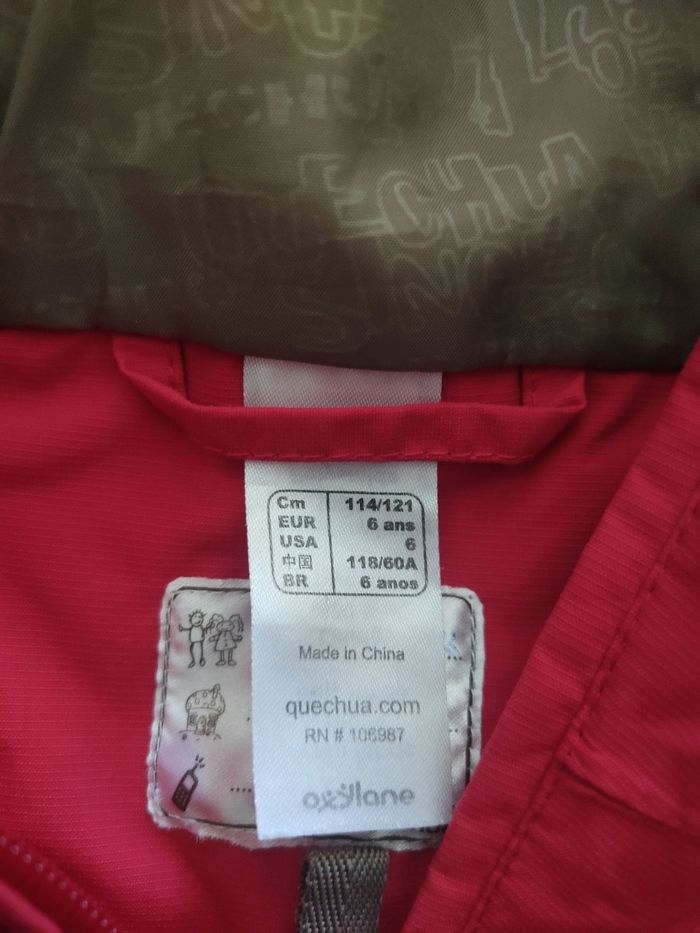 QUECHUA
Cm 114/121
EUR 6 ans
USA 6
中国 118/60A
BR 6 anos
Made in China
quechua.com
RN # 106987
oxylane